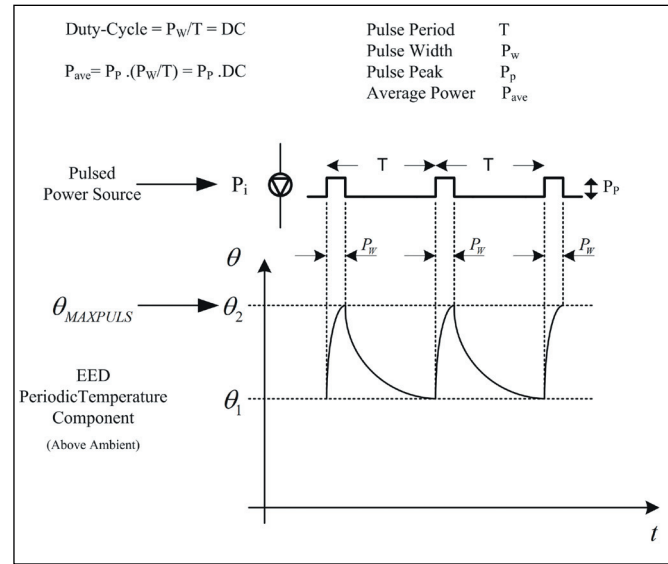 Duty-Cycle = P_W/T = DC
P_ave= P_P .(P_W/T) = P_P .DC
Pulse Period T
Pulse Width P_w
Pulse Peak P_p
Average Power P_ave
Pulsed
Power Source
P_i
T T
P_P
P_W P_W P_W
θ
θ_MAXPULS θ_2
EED
PeriodicTemperature
Component
(Above Ambient)
θ_1
t